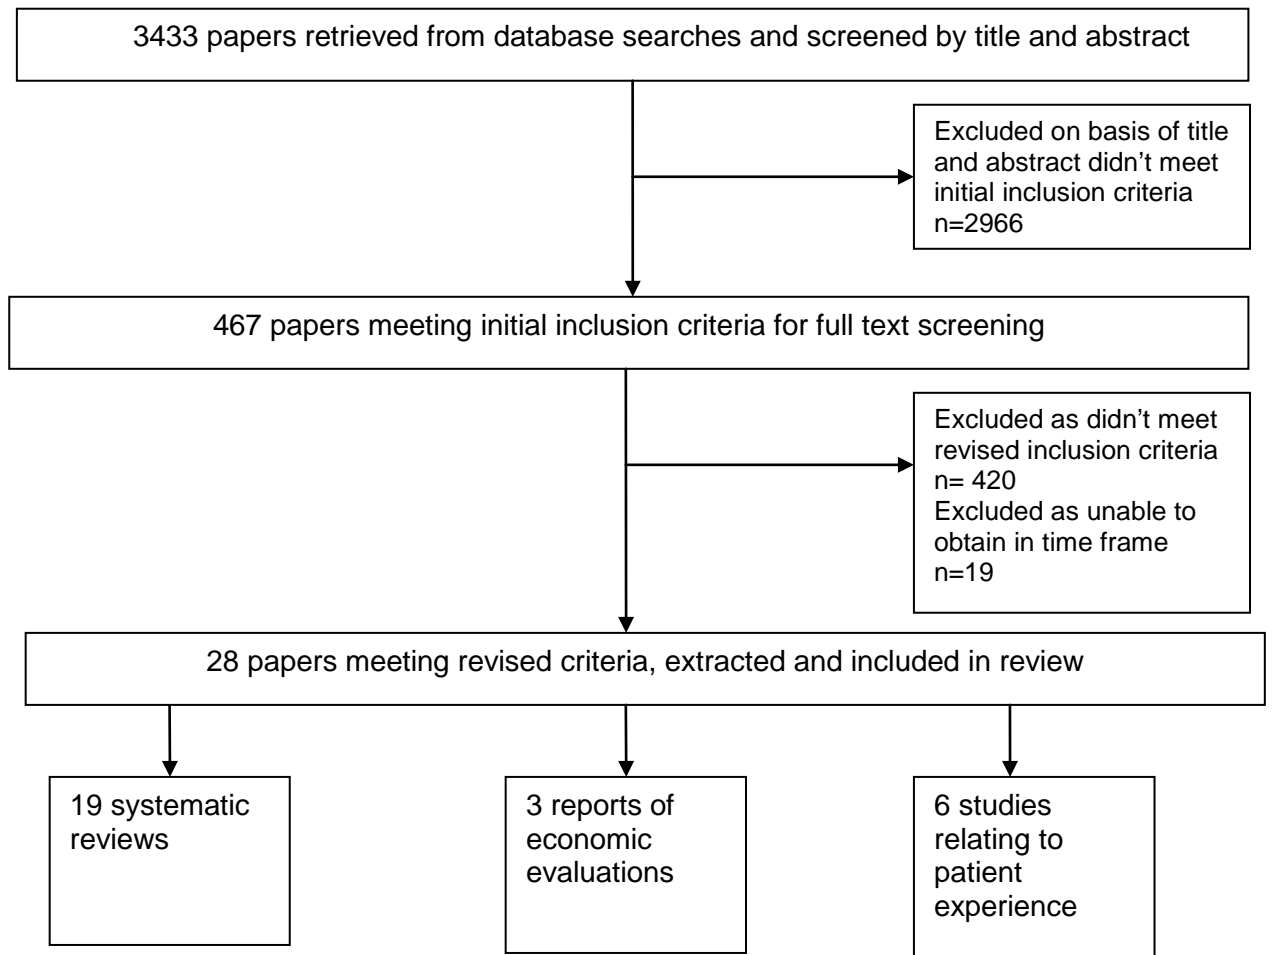 3433 papers retrieved from database searches and screened by title and abstract
Excluded on basis of title
and abstract didn’t meet
initial inclusion criteria
n=2966
467 papers meeting initial inclusion criteria for full text screening
Excluded as didn’t meet
revised inclusion criteria
n= 420
Excluded as unable to
obtain in time frame
n=19
28 papers meeting revised criteria, extracted and included in review
19 systematic
reviews
3 reports of
economic
evaluations
6 studies
relating to
patient
experience